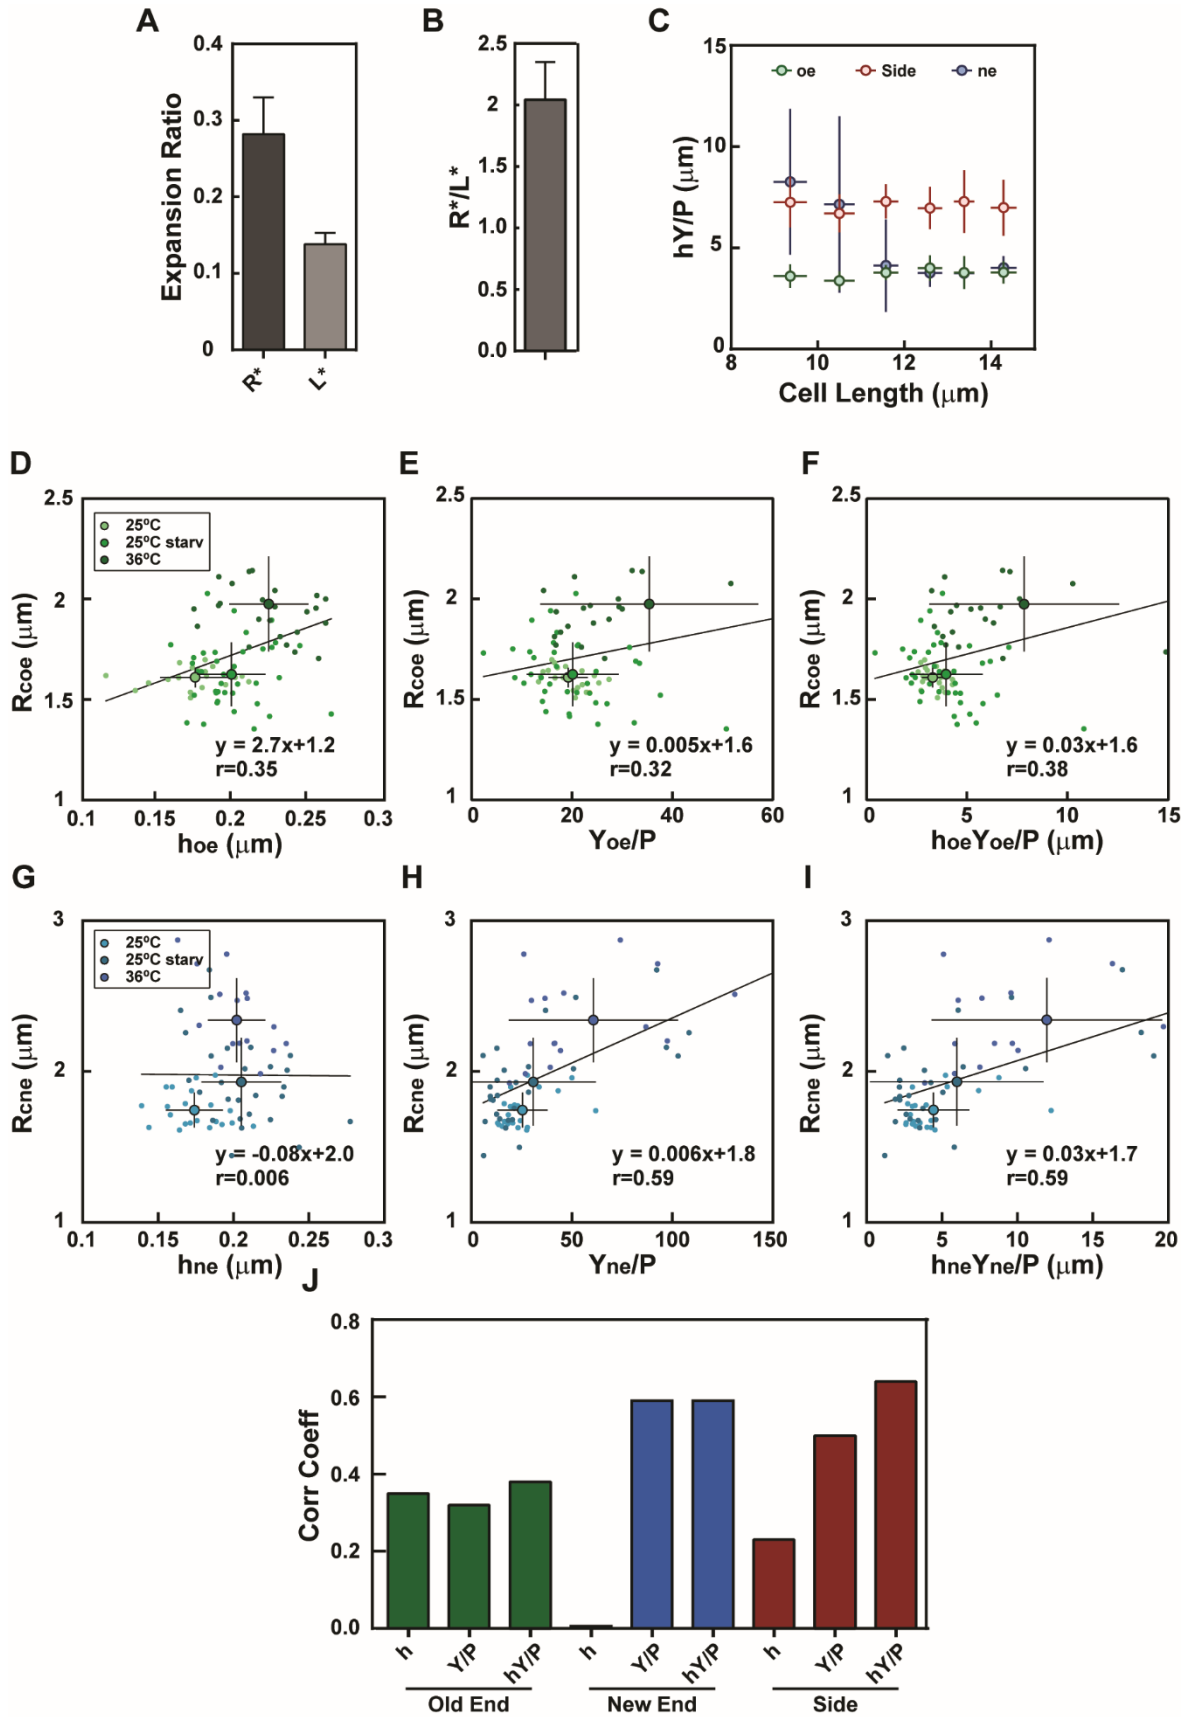 A
B
C
Expansion Ratio
0.4
0.3
0.2
0.1
0
R*
L*
R*/L*
2.5
2
1.5
1.0
0.5
0.0
hY/P (μm)
15
10
5
0
oe
Side
ne
8
10
12
14
Cell Length (μm)
D
E
F
Rcoe (μm)
2.5
2
1.5
1
25ºC
25ºC starv
36ºC
y = 2.7x+1.2
r=0.35
0.1
0.15
0.2
0.25
0.3
hoe (μm)
Rcoe (μm)
2.5
2
1.5
1
y = 0.005x+1.6
r=0.32
0
20
40
60
Yoe/P
Rcoe (μm)
2.5
2
1.5
1
y = 0.03x+1.6
r=0.38
0
5
10
15
hoeYoe/P (μm)
G
H
I
Rcne (μm)
3
2
1
25ºC
25ºC starv
36ºC
y = -0.08x+2.0
r=0.006
0.1
0.15
0.2
0.25
0.3
hne (μm)
Rcne (μm)
3
2
1
y = 0.006x+1.8
r=0.59
0
50
100
150
Yne/P
Rcne (μm)
3
2
1
y = 0.03x+1.7
r=0.59
0
5
10
15
20
hneYne/P (μm)
J
Corr Coeff
0.8
0.6
0.4
0.2
0.0
h
Y/P
hY/P
h
Y/P
hY/P
h
Y/P
hY/P
Old End
New End
Side